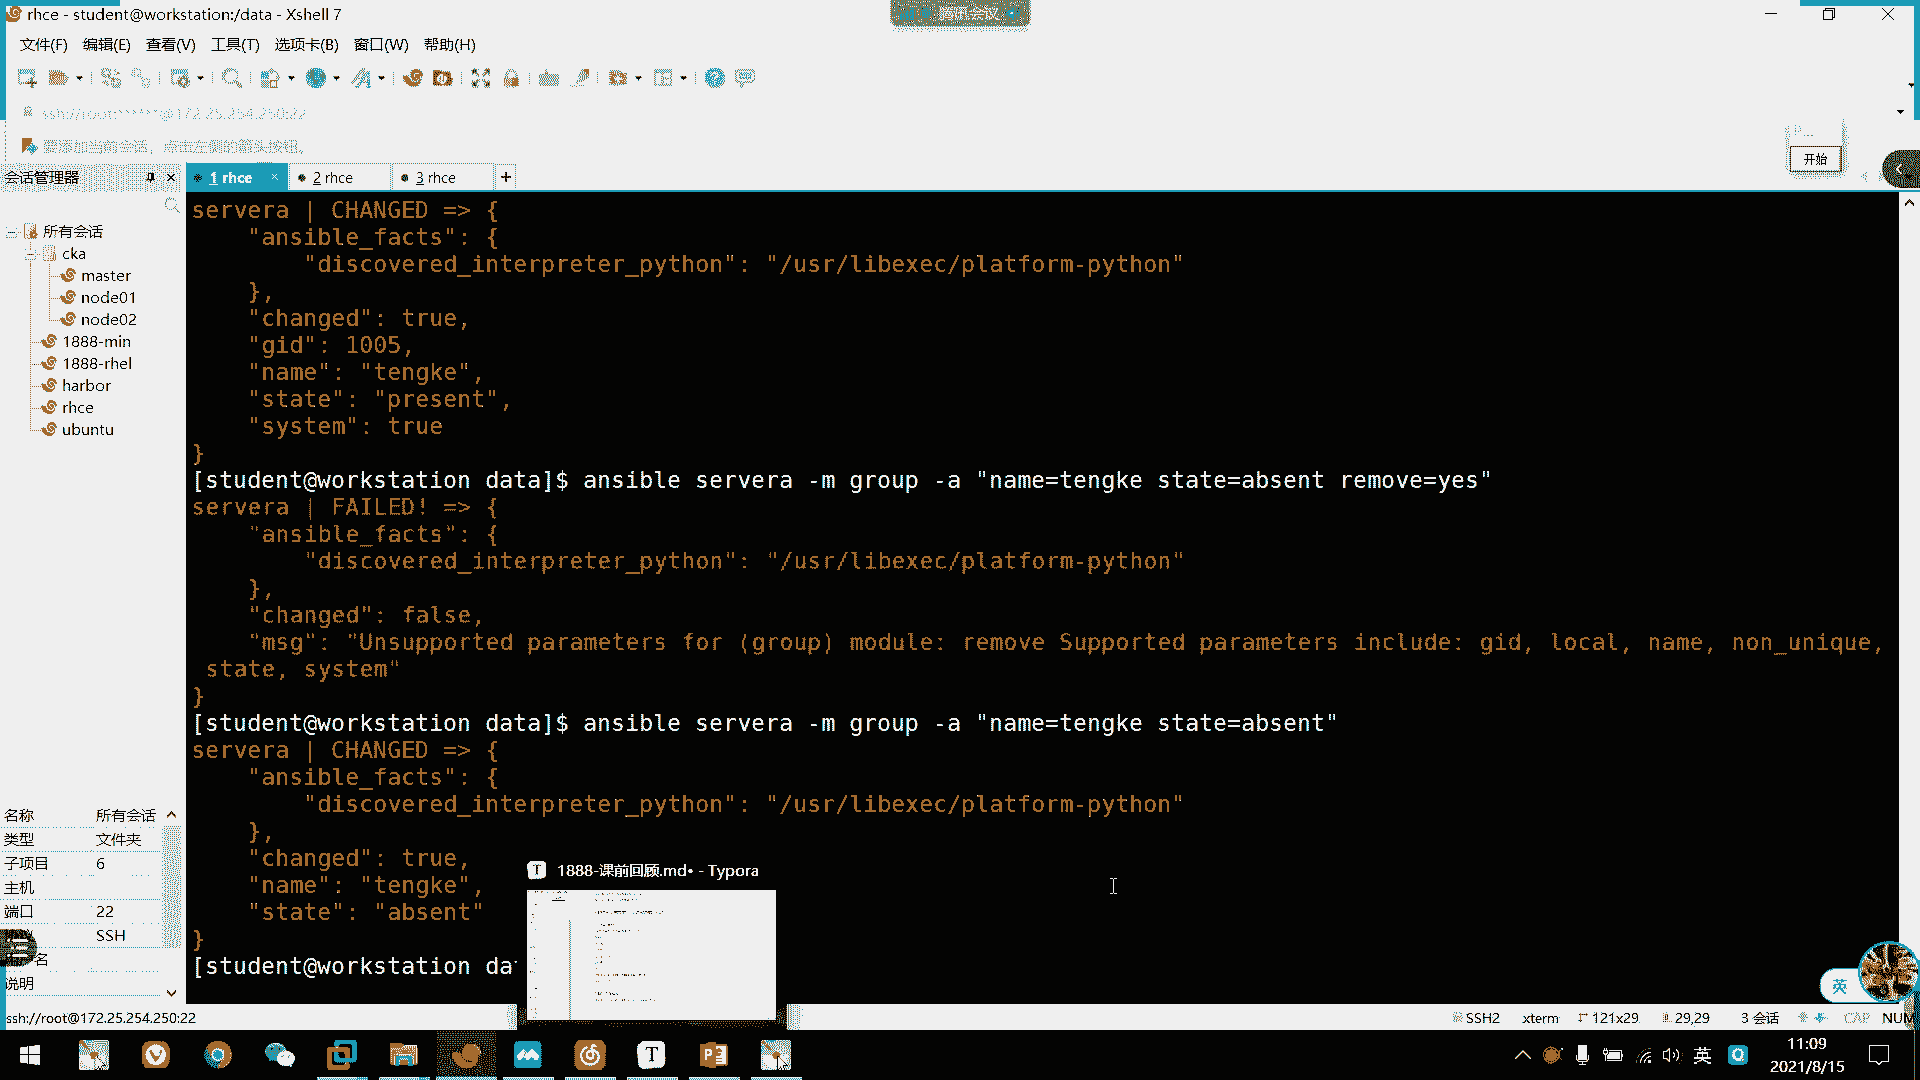 rhce - student@workstation:/data - Xshell 7
腾讯会议
文件(F) 编辑(E) 查看(V) 工具(T) 选项卡(B) 窗口(W) 帮助(H)
ssh://root:*****@172.25.254.250:22
要添加当前会话，点击左侧的箭头按钮。
开始
会话管理器
1 rhce
2 rhce
3 rhce
所有会话
cka
master
node01
node02
1888-min
1888-rhel
harbor
rhce
ubuntu
servera | CHANGED => {
"ansible_facts": {
"discovered_interpreter_python": "/usr/libexec/platform-python"
},
"changed": true,
"gid": 1005,
"name": "tengke",
"state": "present",
"system": true
}
[student@workstation data]$ ansible servera -m group -a "name=tengke state=absent remove=yes"
servera | FAILED! => {
"ansible_facts": {
"discovered_interpreter_python": "/usr/libexec/platform-python"
},
"changed": false,
"msg": "Unsupported parameters for (group) module: remove Supported parameters include: gid, local, name, non_unique,
state, system"
}
[student@workstation data]$ ansible servera -m group -a "name=tengke state=absent"
servera | CHANGED => {
"ansible_facts": {
"discovered_interpreter_python": "/usr/libexec/platform-python"
},
"changed": true,
"name": "tengke",
"state": "absent"
}
[student@workstation da
1888-课前回顾.md• - Typora
名称 所有会话
类型 文件夹
子项目 6
主机
端口 22
SSH
名
说明
英
ssh://root@172.25.254.250:22
SSH2 xterm 121x29 29,29 3 会话 CAP NUM
英
11:09
2021/8/15